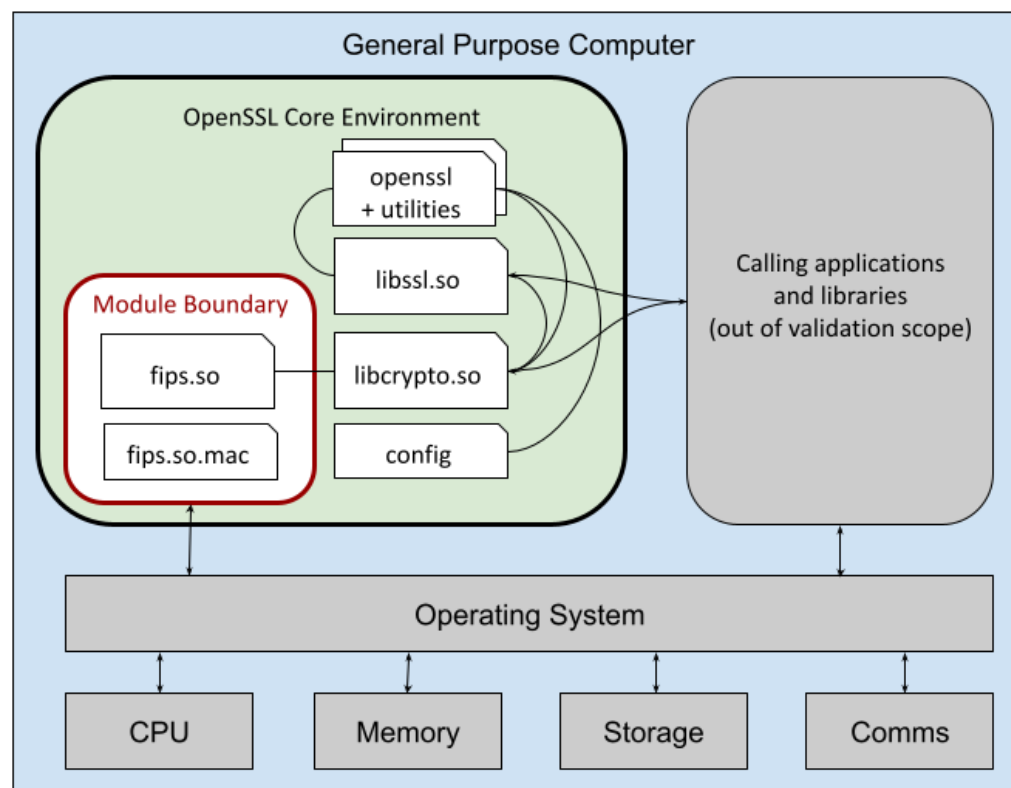 General Purpose Computer
OpenSSL Core Environment
openssl
+ utilities
libssl.so
Module Boundary
fips.so
libcrypto.so
fips.so.mac
config
Calling applications
and libraries
(out of validation scope)
Operating System
CPU
Memory
Storage
Comms